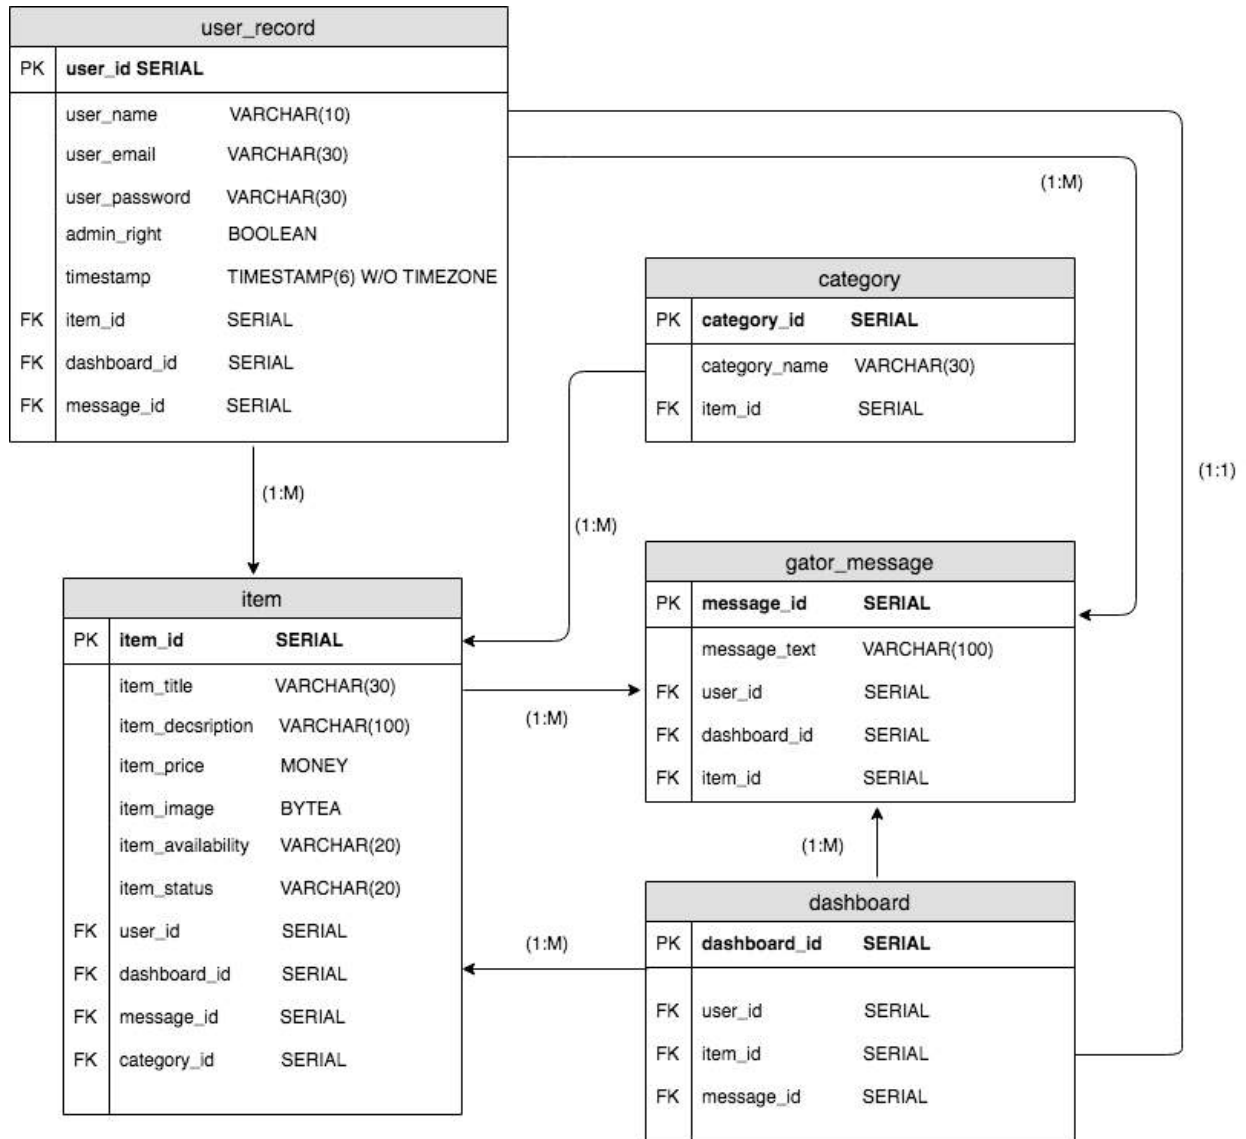 user_record
PK user_id SERIAL
user_name VARCHAR(10)
user_email VARCHAR(30)
user_password VARCHAR(30)
admin_right BOOLEAN
timestamp TIMESTAMP(6) W/O TIMEZONE
FK item_id SERIAL
FK dashboard_id SERIAL
FK message_id SERIAL
(1:M)
(1:1)
category
PK category_id SERIAL
category_name VARCHAR(30)
FK item_id SERIAL
(1:M)
(1:M)
item
PK item_id SERIAL
item_title VARCHAR(30)
item_decsription VARCHAR(100)
item_price MONEY
item_image BYTEA
item_availability VARCHAR(20)
item_status VARCHAR(20)
FK user_id SERIAL
FK dashboard_id SERIAL
FK message_id SERIAL
FK category_id SERIAL
(1:M)
gator_message
PK message_id SERIAL
message_text VARCHAR(100)
FK user_id SERIAL
FK dashboard_id SERIAL
FK item_id SERIAL
(1:M)
(1:M)
dashboard
PK dashboard_id SERIAL
FK user_id SERIAL
FK item_id SERIAL
FK message_id SERIAL